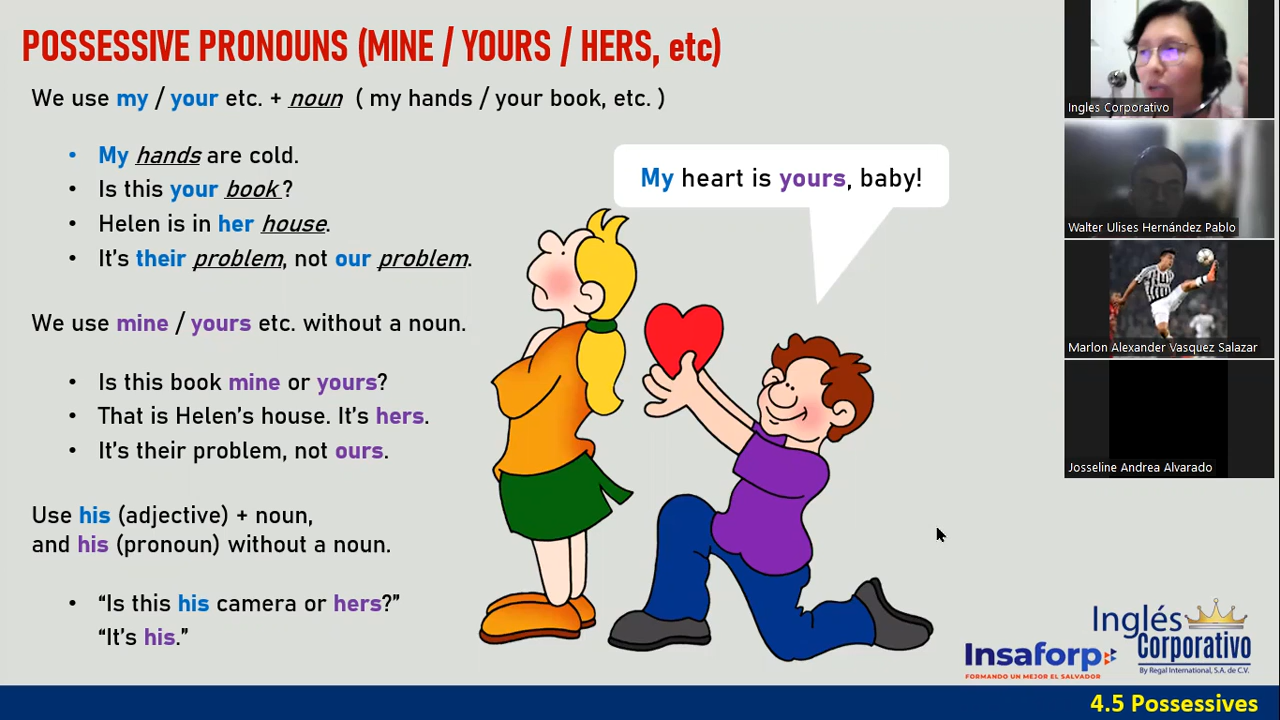 POSSESSIVE PRONOUNS (MINE / YOURS / HERS, etc)
We use my / your etc. + noun ( my hands / your book, etc. )
• My hands are cold.
• Is this your book ?
• Helen is in her house.
• It's their problem, not our problem.
We use mine / yours etc. without a noun.
• Is this book mine or yours?
• That is Helen's house. It's hers.
• It's their problem, not ours.
Use his (adjective) + noun,
and his (pronoun) without a noun.
• “Is this his camera or hers?”
“It's his.”
My heart is yours, baby!
Ingles Corporativo
Walter Ulises Hernández Pablo
Marlon Alexander Vasquez Salazar
Josseline Andrea Alvarado
Insaforp
FORMANDO UN MEJOR EL SALVADOR
Inglés
Corporativo
By Regal International, S.A. de C.V.
4.5 Possessives